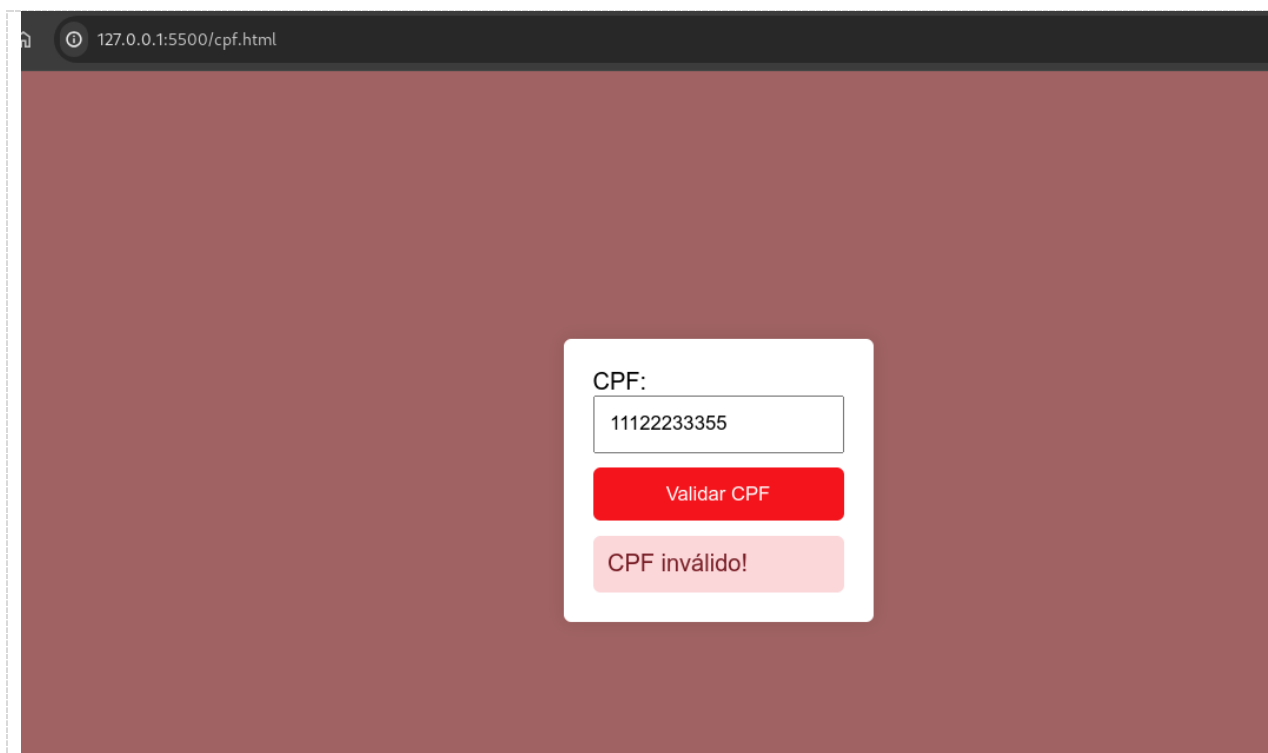 127.0.0.1:5500/cpf.html
CPF:
11122233355
Validar CPF
CPF inválido!